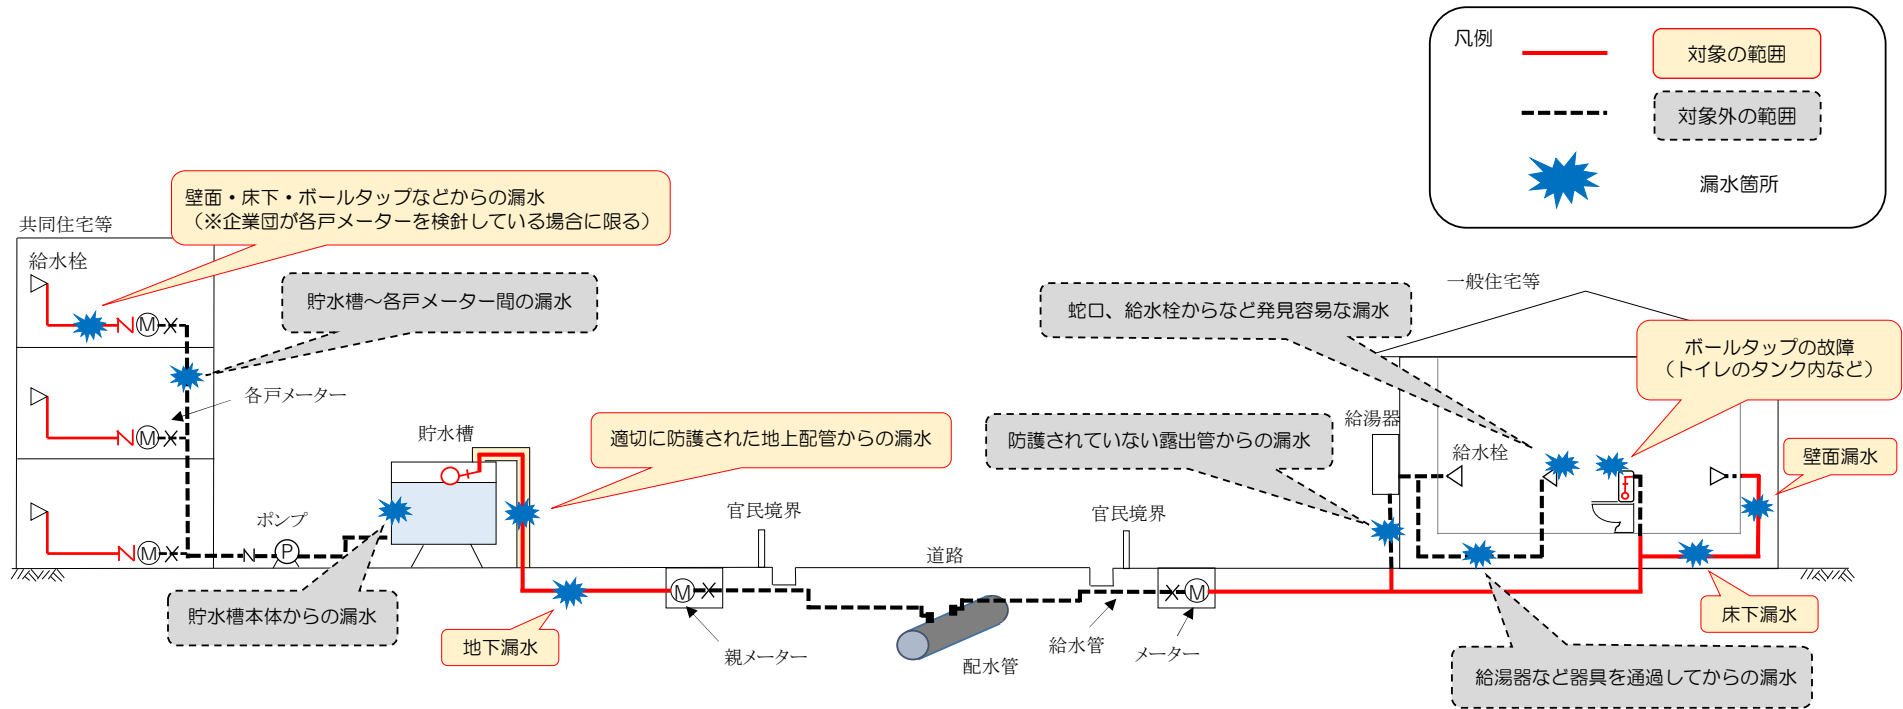 凡例
対象の範囲
対象外の範囲
漏水箇所
壁面・床下・ボールタップなどからの漏水
（※企業団が各戸メーターを検針している場合に限る）
共同住宅等
給水栓
貯水槽～各戸メーター間の漏水
各戸メーター
M
M
M
N
N
N
N
ポンプ
P
貯水槽
適切に防護された地上配管からの漏水
貯水槽本体からの漏水
地下漏水
官民境界
M
親メーター
道路
配水管
官民境界
給水管
M
メーター
一般住宅等
蛇口、給水栓からなど発見容易な漏水
ボールタップの故障
（トイレのタンク内など）
防護されていない露出管からの漏水
給湯器
給水栓
壁面漏水
床下漏水
給湯器など器具を通過してからの漏水